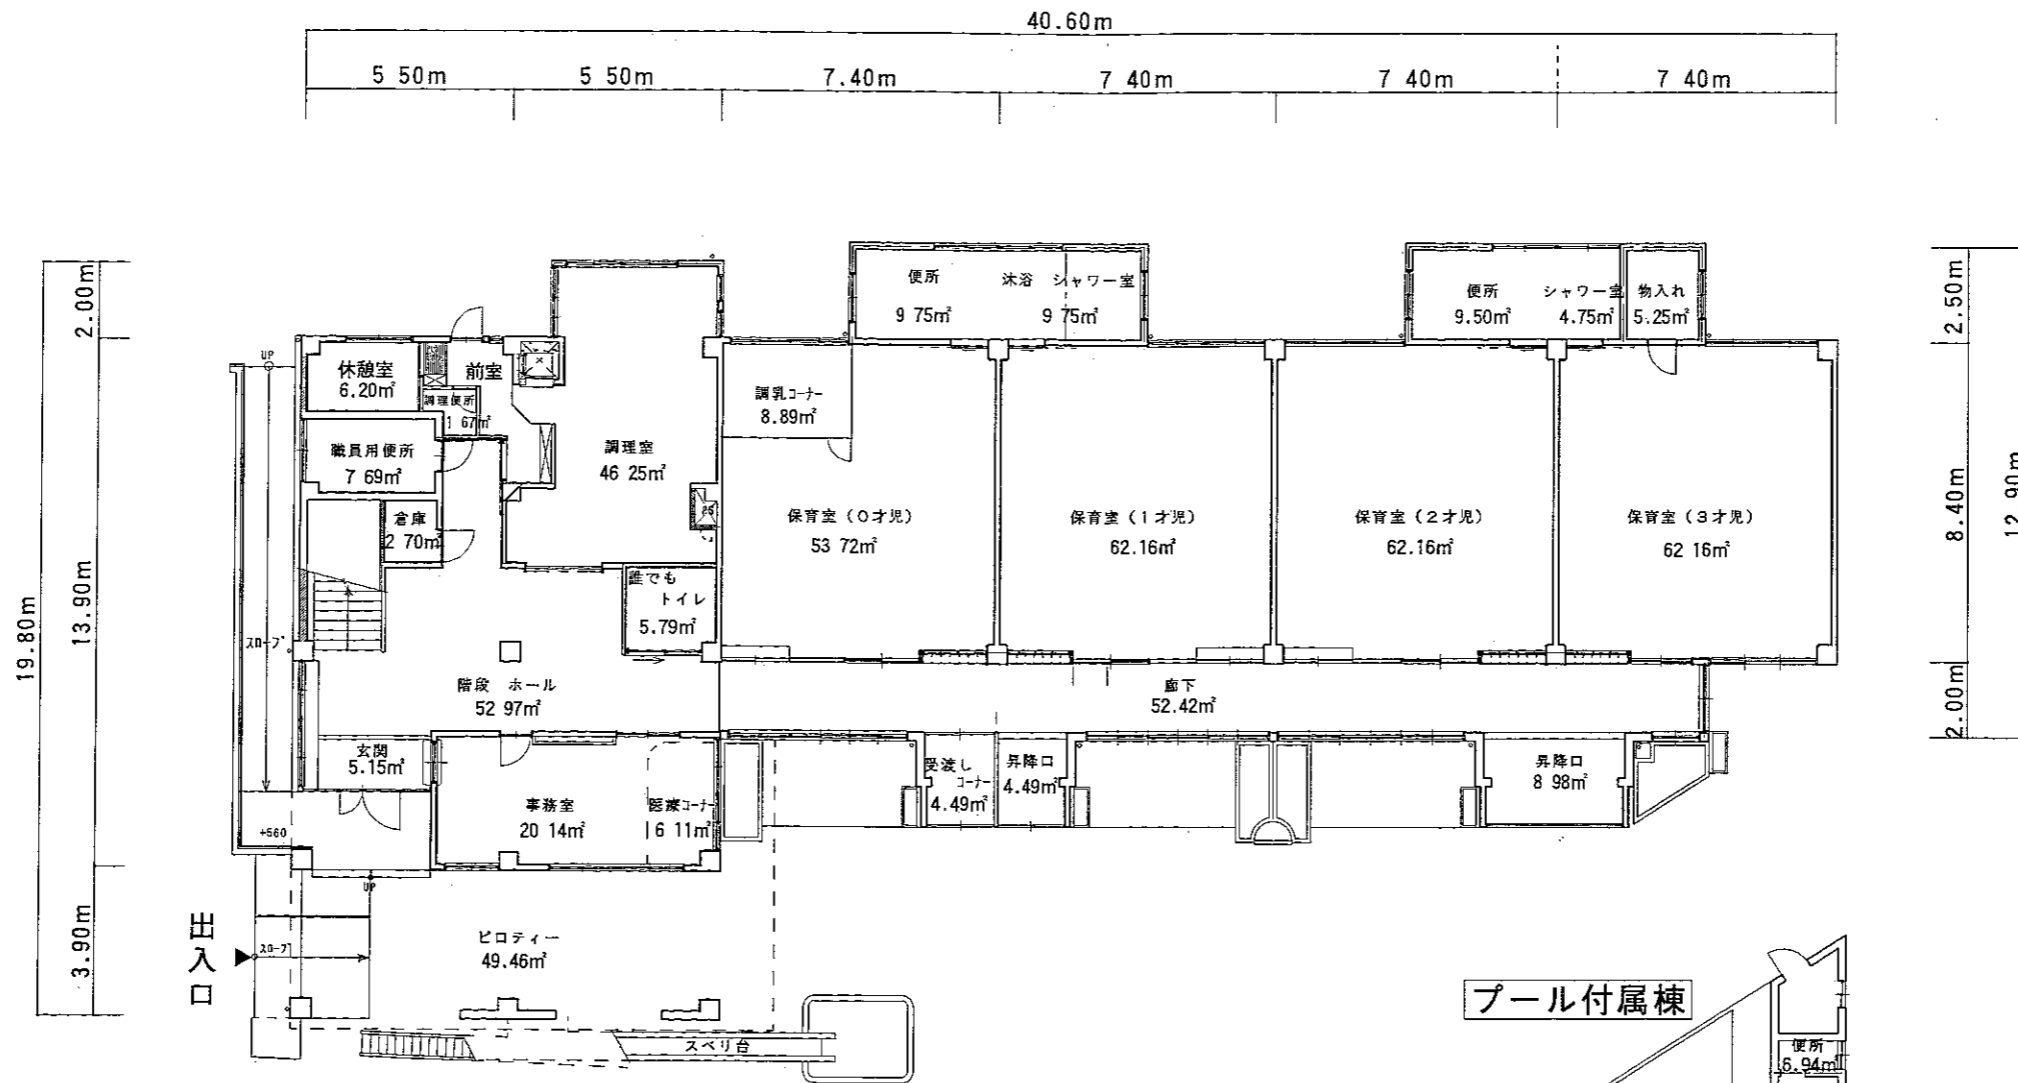 40.60m
5 50m
5 50m
7.40m
7 40m
7 40m
7 40m
2.00m
13.90m
3.90m
19.80m
2.50m
8.40m
2.00m
12 90m
便所
9 75㎡
沐浴 シャワー室
9 75㎡
便所
9.50㎡
シャワー室
4.75㎡
物入れ
5.25㎡
UP
休憩室
6.20㎡
前室
調理便所
1 67㎡
職員用便所
7 69㎡
倉庫
2 70㎡
調理室
46 25㎡
調乳コーナー
8.89㎡
保育室（0才児）
53 72㎡
保育室（1才児）
62.16㎡
保育室（2才児）
62.16㎡
保育室（3才児）
62 16㎡
誰でも
トイレ
5.79㎡
スロープ
階段 ホール
52 97㎡
廊下
52.42㎡
玄関
5.15㎡
事務室
20 14㎡
医療コーナー
6 11㎡
受渡し
コーナー
4.49㎡
昇降口
4.49㎡
昇降口
8 98㎡
+560
UP
出入口
スロープ
ピロティー
49.46㎡
スベリ台
プール付属棟
便所
6.94㎡